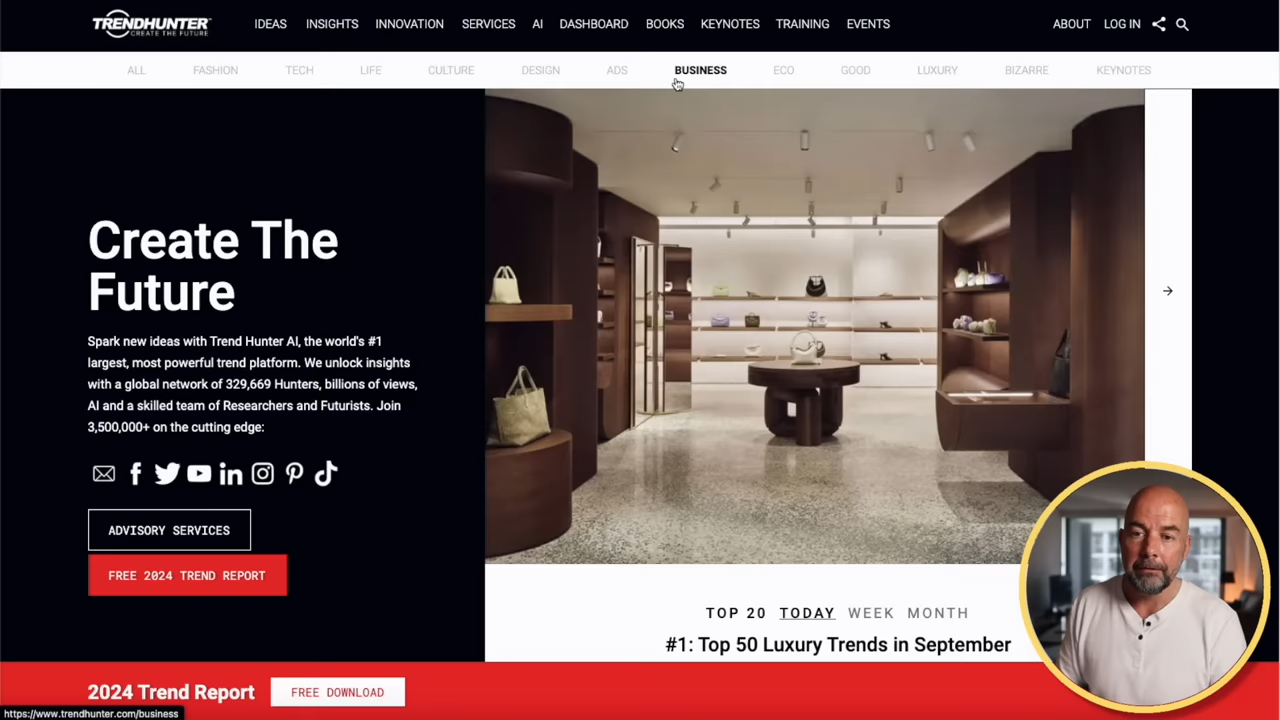 TRENDHUNTER
CREATE THE FUTURE
IDEAS INSIGHTS INNOVATION SERVICES AI DASHBOARD BOOKS KEYNOTES TRAINING EVENTS ABOUT LOG IN
ALL FASHION TECH LIFE CULTURE DESIGN ADS BUSINESS ECO GOOD LUXURY BIZARRE KEYNOTES
Create The
Future
Spark new ideas with Trend Hunter AI, the world's #1
largest, most powerful trend platform. We unlock insights
with a global network of 329,669 Hunters, billions of views,
AI and a skilled team of Researchers and Futurists. Join
3,500,000+ on the cutting edge:
ADVISORY SERVICES
FREE 2024 TREND REPORT
TOP 20 TODAY WEEK MONTH
#1: Top 50 Luxury Trends in September
2024 Trend Report FREE DOWNLOAD
https://www.trendhunter.com/business